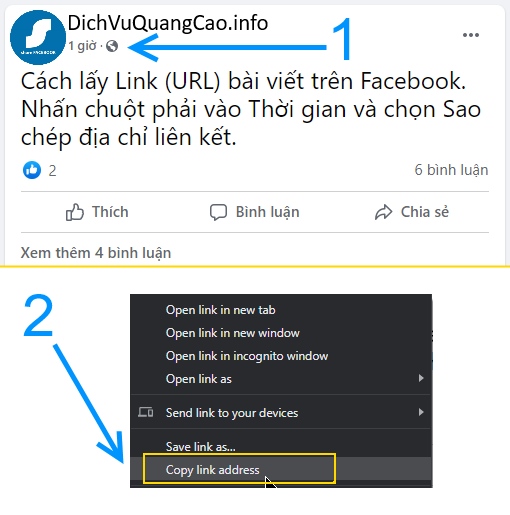 DichVuQuangCao.info
1 giờ ·
1
Cách lấy Link (URL) bài viết trên Facebook.
Nhấn chuột phải vào Thời gian và chọn Sao
chép địa chỉ liên kết.
2
6 bình luận
Thích
Bình luận
Chia sẻ
Xem thêm 4 bình luận
2
Open link in new tab
Open link in new window
Open link in incognito window
Open link as
Send link to your devices
Save link as...
Copy link address